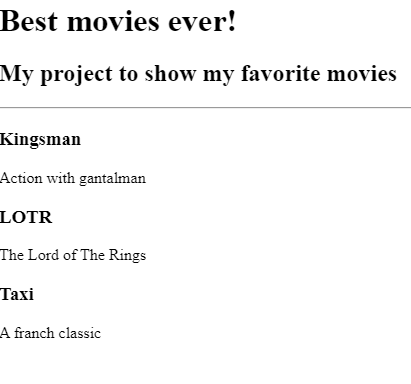 Best movies ever!
My project to show my favorite movies
Kingsman
Action with gantalman
LOTR
The Lord of The Rings
Taxi
A franch classic